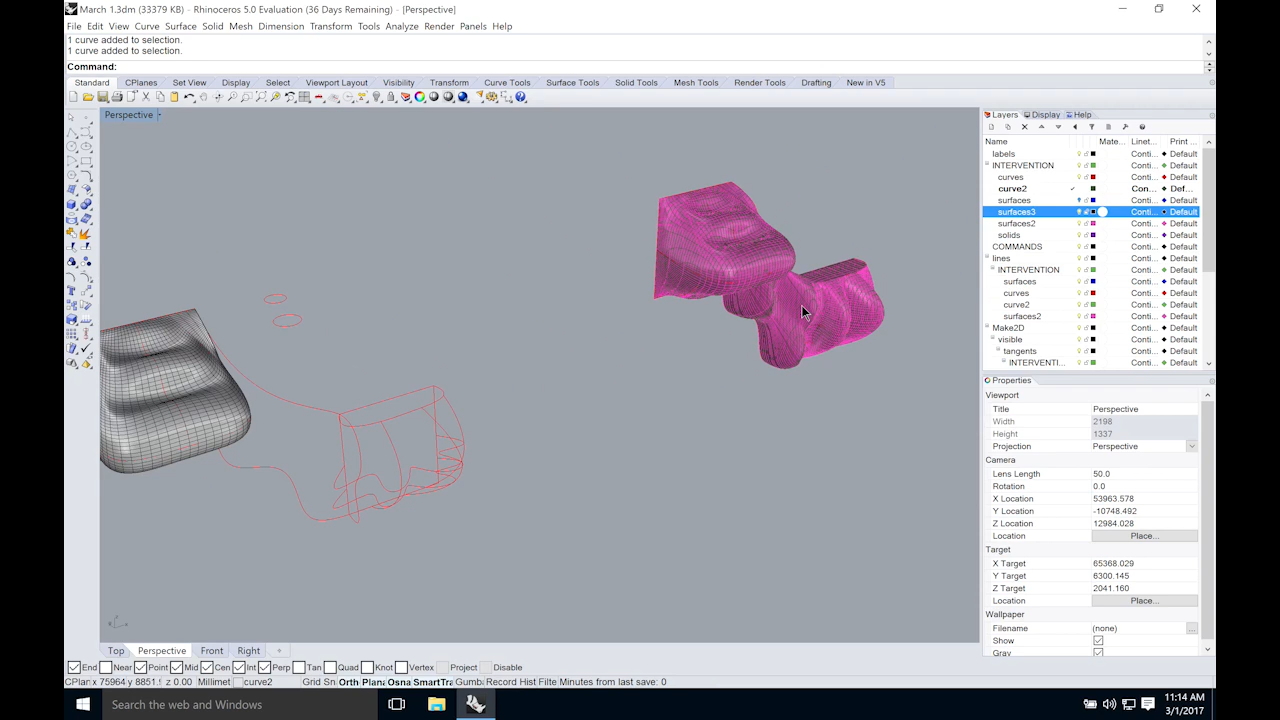 March 1.3dm (33379 KB) - Rhinoceros 5.0 Evaluation (36 Days Remaining) - [Perspective]
File Edit View Curve Surface Solid Mesh Dimension Transform Tools Analyze Render Panels Help
1 curve added to selection.
1 curve added to selection.
Command:
Standard CPlanes Set View Display Select Viewport Layout Visibility Transform Curve Tools Surface Tools Solid Tools Mesh Tools Render Tools Drafting New in V5
Perspective
Layers Display Help
Name Mate... Linet... Print ...
labels Conti... Default
INTERVENTION Conti... Default
curves Conti... Default
curve2 Con... Def...
surfaces Conti... Default
surfaces3 Conti... Default
surfaces2 Conti... Default
solids Conti... Default
COMMANDS Conti... Default
lines Conti... Default
INTERVENTION Conti... Default
surfaces Conti... Default
curves Conti... Default
curve2 Conti... Default
surfaces2 Conti... Default
Make2D Conti... Default
visible Conti... Default
tangents Conti... Default
INTERVENTI... Conti... Default
Properties
Viewport
Title Perspective
Width 2198
Height 1337
Projection Perspective
Camera
Lens Length 50.0
Rotation 0.0
X Location 53963.578
Y Location -10748.492
Z Location 12984.028
Location Place...
Target
X Target 65368.029
Y Target 6300.145
Z Target 2041.160
Location Place...
Wallpaper
Filename (none) ...
Show
Gray
Top Perspective Front Right +
End Near Point Mid Cen Int Perp Tan Quad Knot Vertex Project Disable
CPlan x 75964 y 8851. z 0.00 Millimet curve2 Grid Sn Orth Plana Osna SmartTra Gumba Record Hist Filte Minutes from last save: 0
Search the web and Windows
11:14 AM
3/1/2017